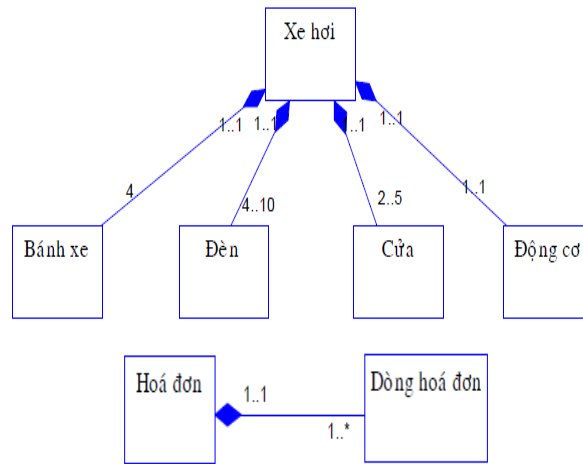 Xe hơi
1..1
1..1
..1
1..1
4.
4..10
2..5
1..1
Bánh xe
Đèn
Cửa
Động cơ
Hoá đơn
1..1
1..*
Dòng hoá đơn